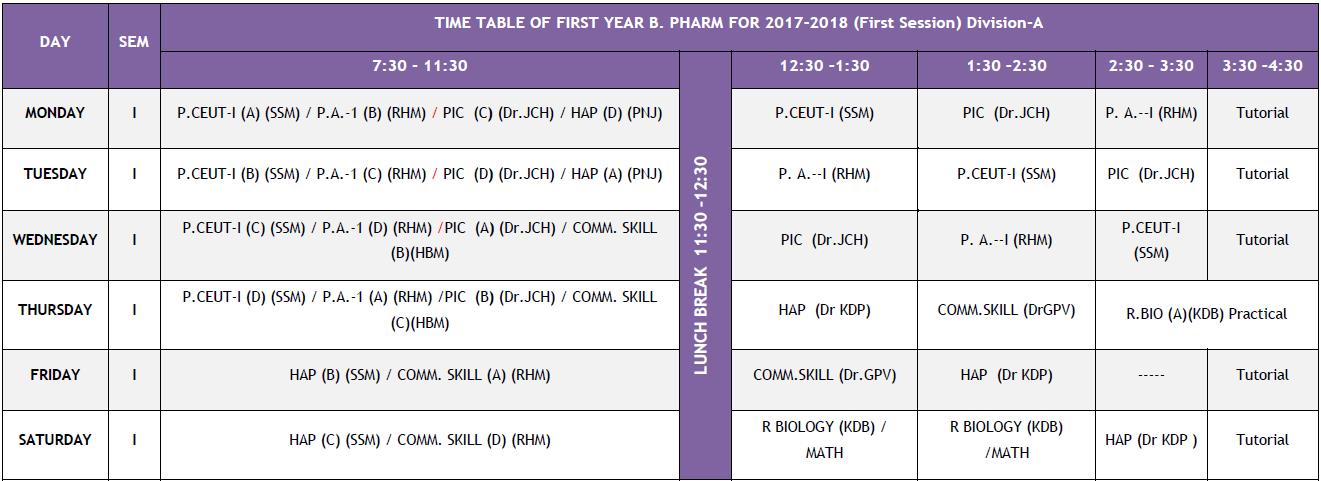 TIME TABLE OF FIRST YEAR B. PHARM FOR 2017-2018 (First Session) Division-A
DAY SEM
7:30 - 11:30 12:30 -1:30 1:30 -2:30 2:30 - 3:30 3:30 -4:30
LUNCH BREAK 11:30 -12:30
MONDAY I P.CEUT-I (A) (SSM) / P.A.-1 (B) (RHM) / PIC (C) (Dr.JCH) / HAP (D) (PNJ) P.CEUT-I (SSM) PIC (Dr.JCH) P. A.--I (RHM) Tutorial
TUESDAY I P.CEUT-I (B) (SSM) / P.A.-1 (C) (RHM) / PIC (D) (Dr.JCH) / HAP (A) (PNJ) P. A.--I (RHM) P.CEUT-I (SSM) PIC (Dr.JCH) Tutorial
WEDNESDAY I P.CEUT-I (C) (SSM) / P.A.-1 (D) (RHM) /PIC (A) (Dr.JCH) / COMM. SKILL
(B)(HBM) PIC (Dr.JCH) P. A.--I (RHM) P.CEUT-I
(SSM) Tutorial
THURSDAY I P.CEUT-I (D) (SSM) / P.A.-1 (A) (RHM) /PIC (B) (Dr.JCH) / COMM. SKILL
(C)(HBM) HAP (Dr KDP) COMM.SKILL (DrGPV) R.BIO (A)(KDB) Practical
FRIDAY I HAP (B) (SSM) / COMM. SKILL (A) (RHM) COMM.SKILL (Dr.GPV) HAP (Dr KDP) ----- Tutorial
SATURDAY I HAP (C) (SSM) / COMM. SKILL (D) (RHM) R BIOLOGY (KDB) /
MATH R BIOLOGY (KDB)
/MATH HAP (Dr KDP ) Tutorial